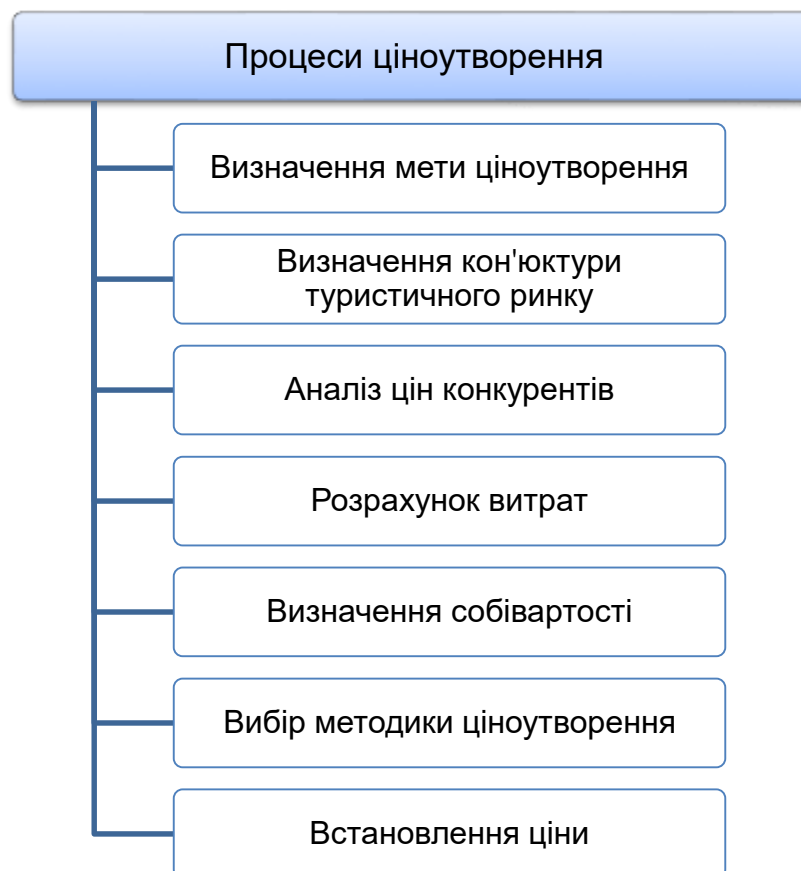 Процеси ціноутворення
Визначення мети ціноутворення
Визначення кон'юктури
туристичного ринку
Аналіз цін конкурентів
Розрахунок витрат
Визначення собівартості
Вибір методики ціноутворення
Встановлення ціни